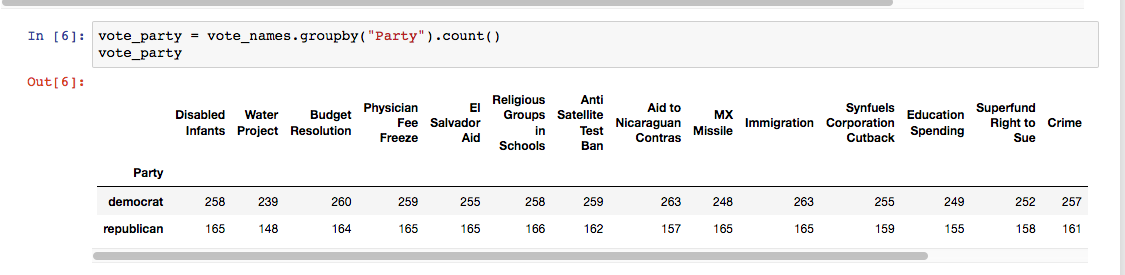 In [6]: vote_party = vote_names.groupby("Party").count()
vote_party
Out[6]:
Disabled Infants Water Project Budget Resolution Physician Fee Freeze El Salvador Aid Religious Groups in Schools Anti Satellite Test Ban Aid to Nicaraguan Contras MX Missile Immigration Synfuels Corporation Cutback Education Spending Superfund Right to Sue Crime
Party
democrat 258 239 260 259 255 258 259 263 248 263 255 249 252 257
republican 165 148 164 165 165 166 162 157 165 165 159 155 158 161